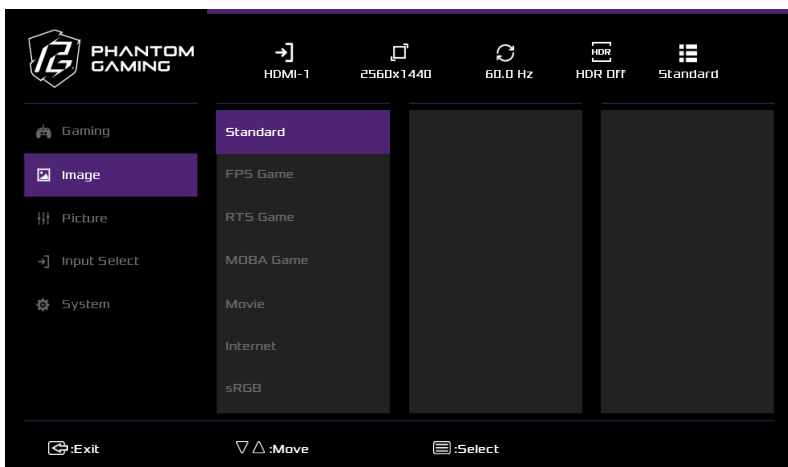 PHANTOM
GAMING
HDMI-1
2560x1440
60.0 Hz
HDR
HDR Off
Standard
Gaming
Image
Picture
Input Select
System
Standard
FPS Game
RTS Game
MOBA Game
Movie
Internet
sRGB
:Exit
:Move
:Select